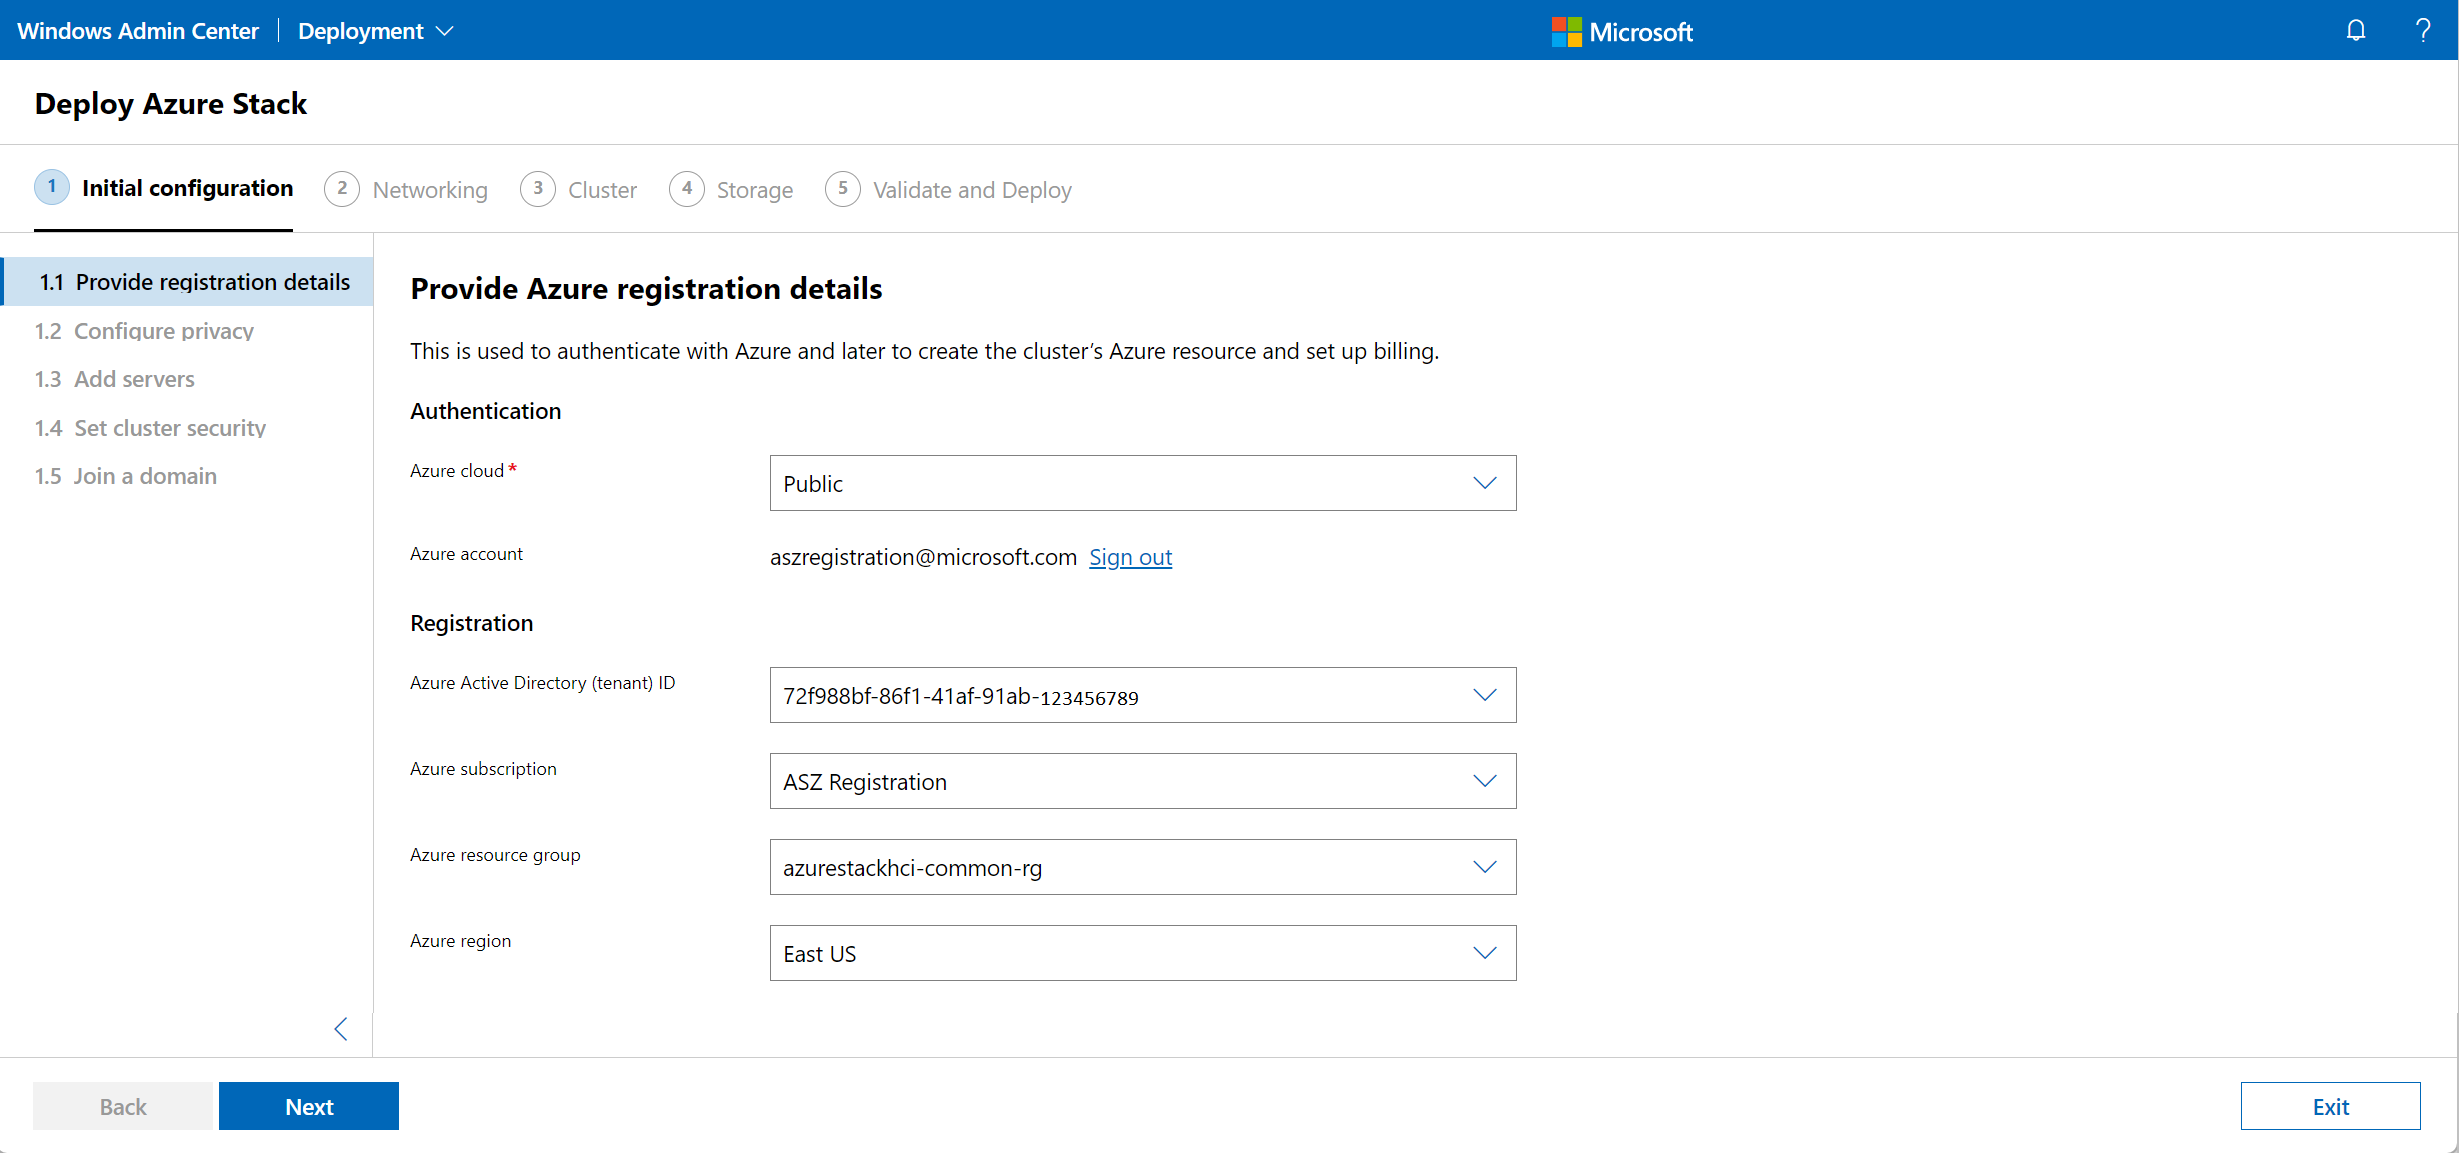 Windows Admin Center Deployment Microsoft ?
Deploy Azure Stack
1 Initial configuration 2 Networking 3 Cluster 4 Storage 5 Validate and Deploy
1.1 Provide registration details
1.2 Configure privacy
1.3 Add servers
1.4 Set cluster security
1.5 Join a domain
Provide Azure registration details
This is used to authenticate with Azure and later to create the cluster’s Azure resource and set up billing.
Authentication
Azure cloud * Public
Azure account aszregistration@microsoft.com Sign out
Registration
Azure Active Directory (tenant) ID 72f988bf-86f1-41af-91ab-123456789
Azure subscription ASZ Registration
Azure resource group azurestackhci-common-rg
Azure region East US
Back Next Exit